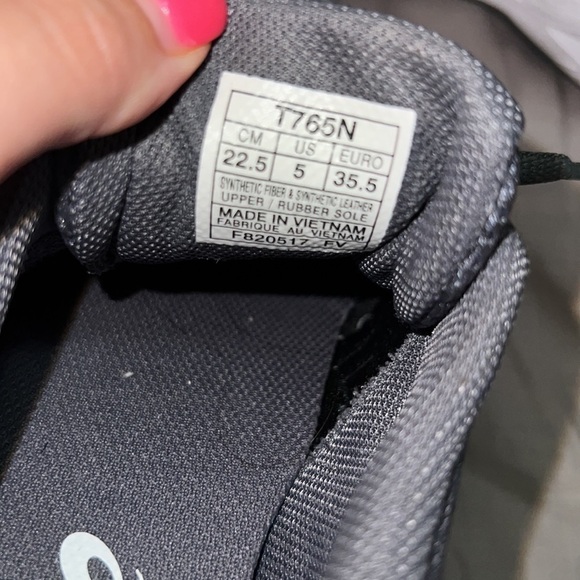 T765N
CM US EURO
22.5 5 35.5
SYNTHETIC FIBER & SYNTHETIC LEATHER
UPPER / RUBBER SOLE
MADE IN VIETNAM
FABRIQUE AU VIETNAM
F820517 FV